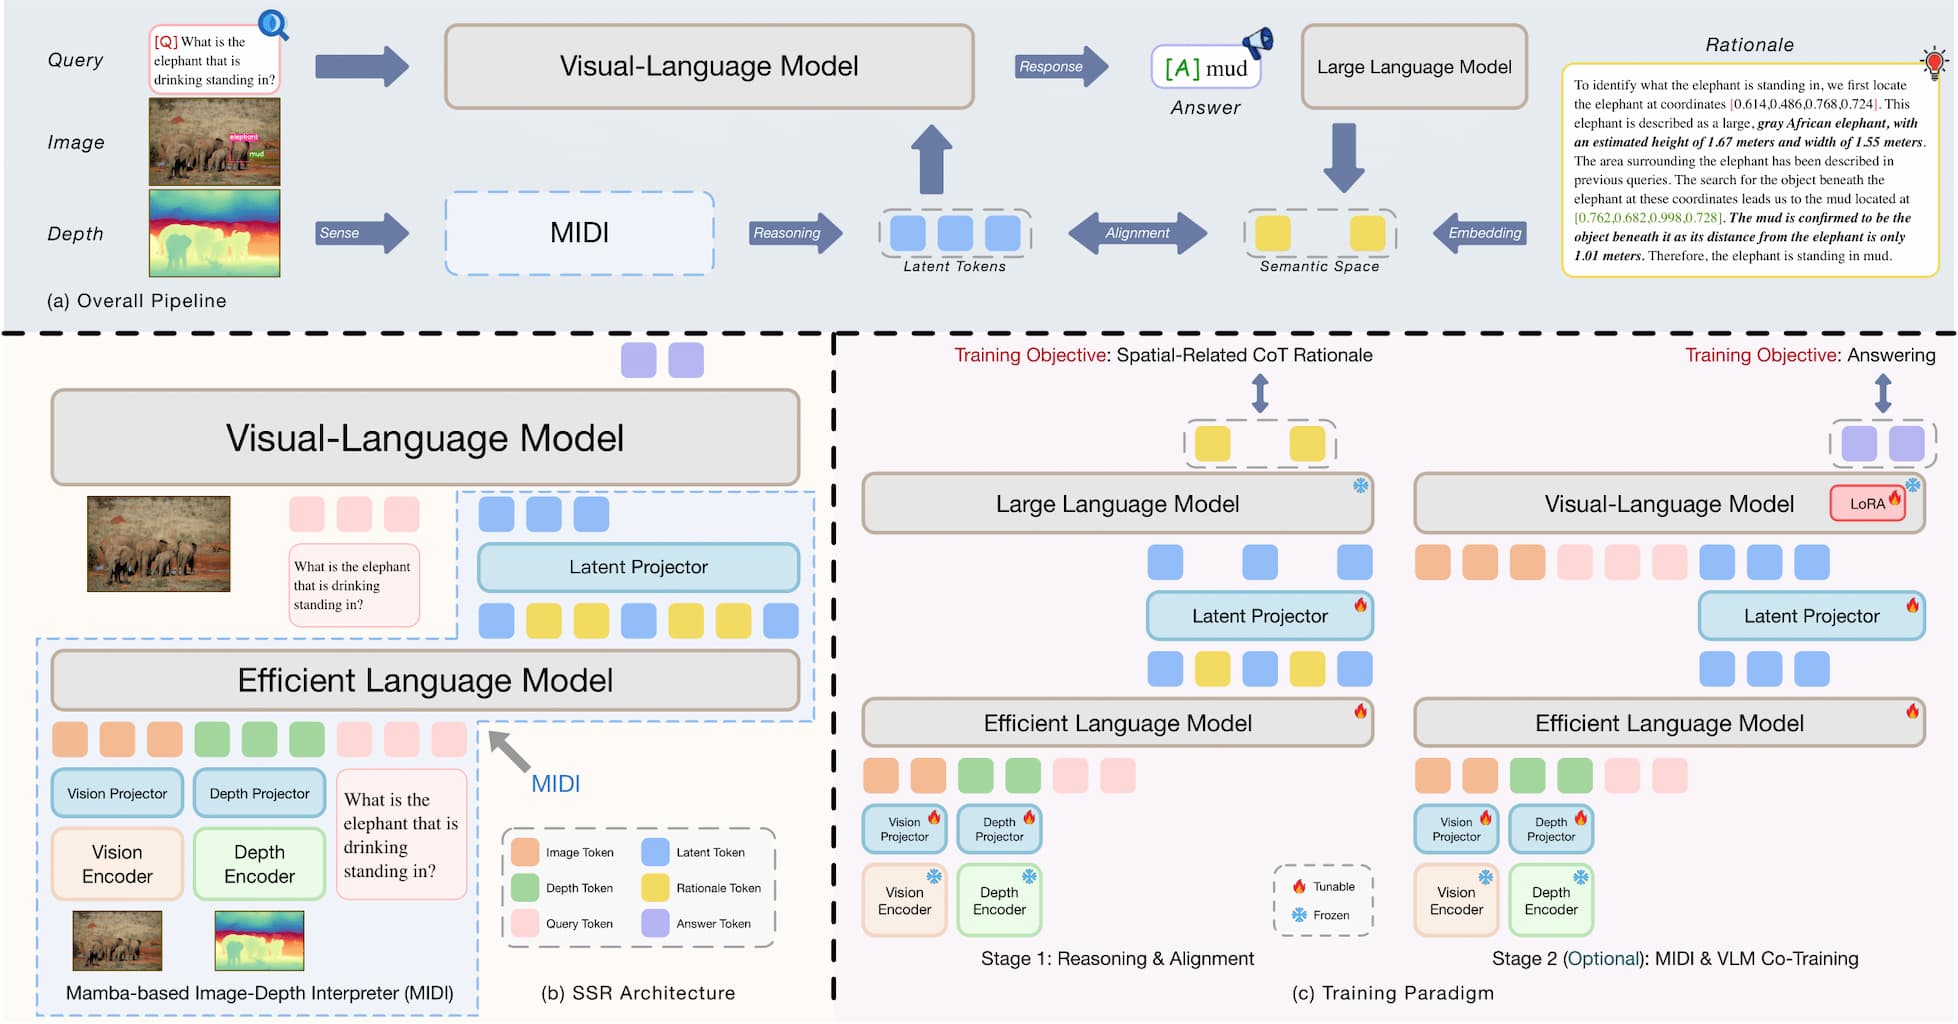 Query
[Q] What is the
elephant that is
drinking standing in?
Visual-Language Model
Response
[A] mud
Answer
Large Language Model
Rationale
To identify what the elephant is standing in, we first locate
the elephant at coordinates [0.614,0.486,0.768,0.724]. This
elephant is described as a large, gray African elephant, with
an estimated height of 1.67 meters and width of 1.55 meters.
The area surrounding the elephant has been described in
previous queries. The search for the object beneath the
elephant at these coordinates leads us to the mud located at
[0.762,0.682,0.998,0.728]. The mud is confirmed to be the
object beneath it as its distance from the elephant is only
1.01 meters. Therefore, the elephant is standing in mud.
Image
elephant
mud
Depth
Sense
MIDI
Reasoning
Latent Tokens
Alignment
Semantic Space
Embedding
(a) Overall Pipeline
Visual-Language Model
What is the elephant
that is drinking
standing in?
Latent Projector
Efficient Language Model
Vision Projector
Depth Projector
What is the
elephant that is
drinking
standing in?
Vision
Encoder
Depth
Encoder
MIDI
Image Token
Latent Token
Depth Token
Rationale Token
Query Token
Answer Token
Mamba-based Image-Depth Interpreter (MIDI)
(b) SSR Architecture
Training Objective: Spatial-Related CoT Rationale
Large Language Model
Latent Projector
Efficient Language Model
Vision
Projector
Depth
Projector
Vision
Encoder
Depth
Encoder
Tunable
Frozen
Stage 1: Reasoning & Alignment
Training Objective: Answering
Visual-Language Model
LoRA
Latent Projector
Efficient Language Model
Vision
Projector
Depth
Projector
Vision
Encoder
Depth
Encoder
Stage 2 (Optional): MIDI & VLM Co-Training
(c) Training Paradigm